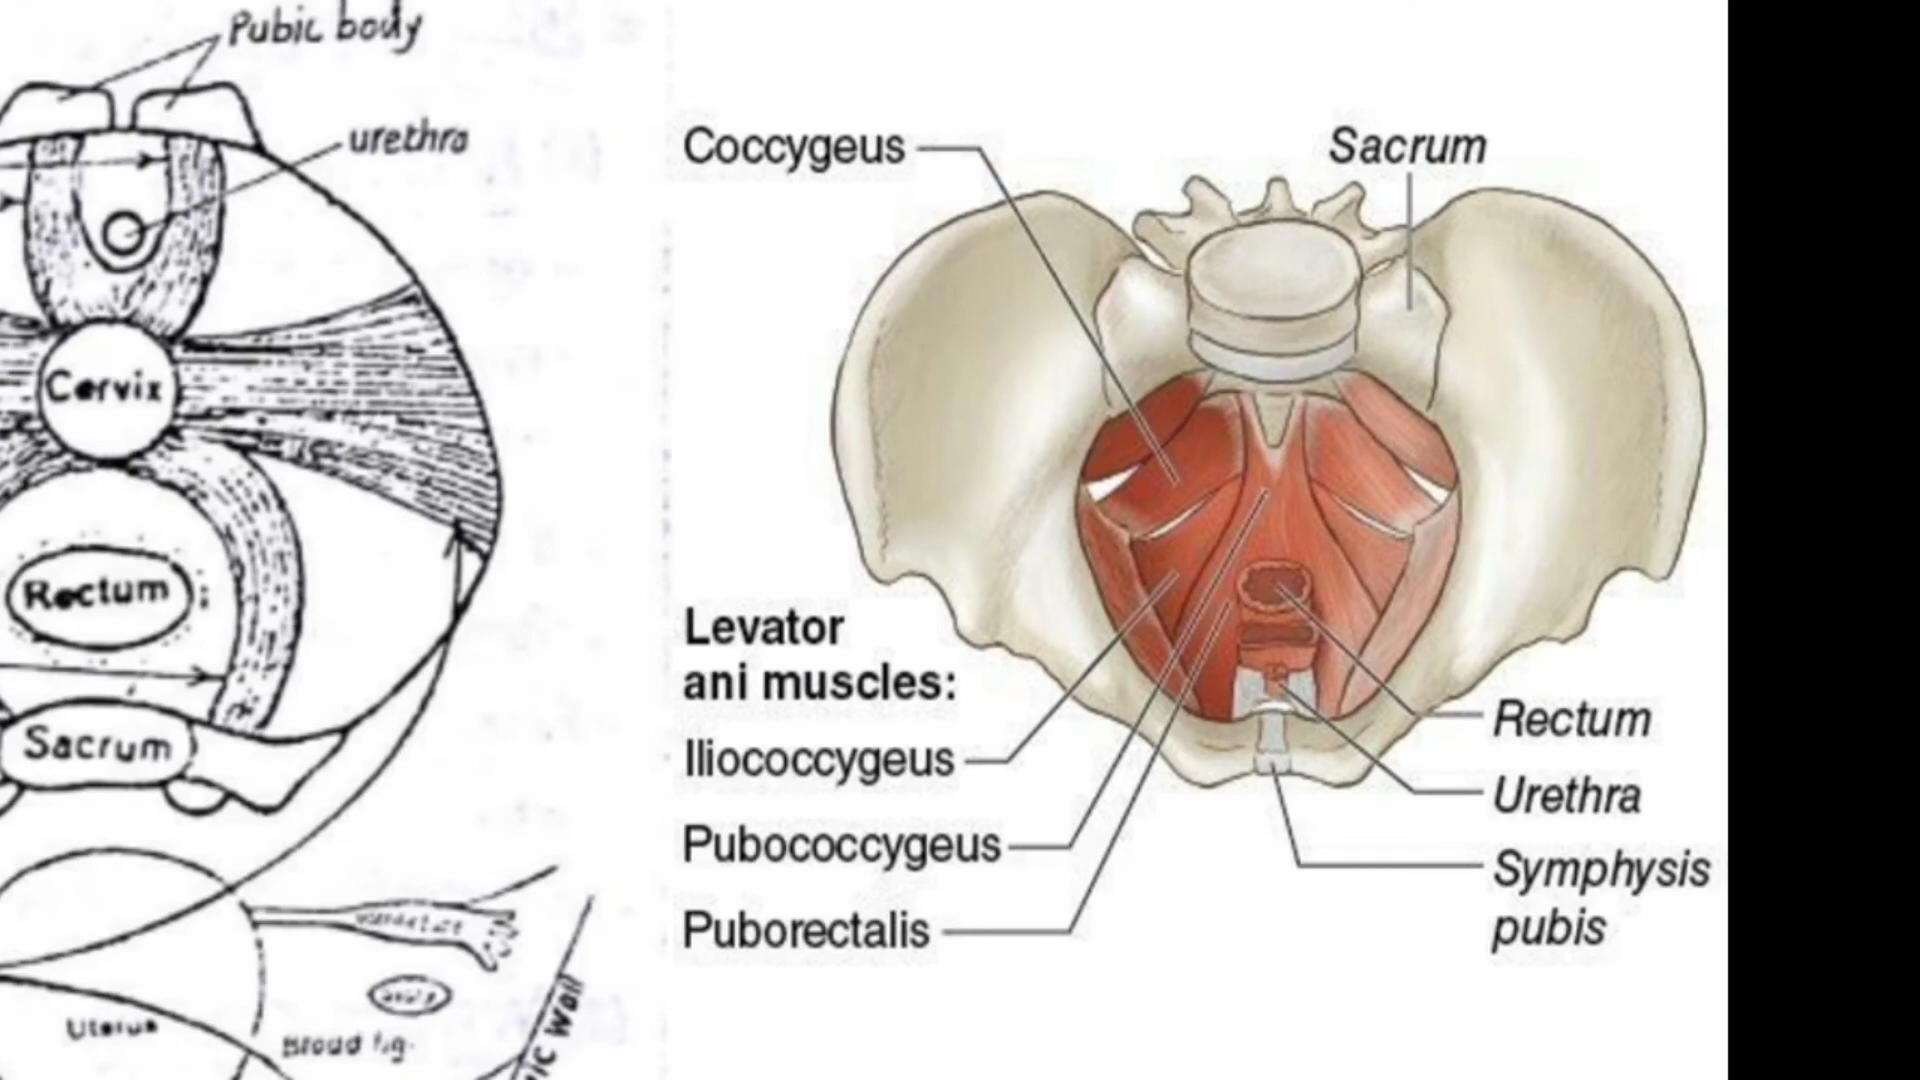 Pubic body
urethra
Cervix
Rectum
Sacrum
Uterus
Broad lig.
Coccygeus
Sacrum
Levator
ani muscles:
Iliococcygeus
Pubococcygeus
Puborectalis
Rectum
Urethra
Symphysis
pubis